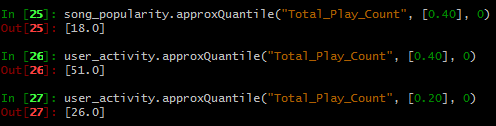 In [25]: song_popularity.approxQuantile("Total_Play_Count", [0.40], 0)
Out[25]: [18.0]
In [26]: user_activity.approxQuantile("Total_Play_Count", [0.40], 0)
Out[26]: [51.0]
In [27]: user_activity.approxQuantile("Total_Play_Count", [0.20], 0)
Out[27]: [26.0]